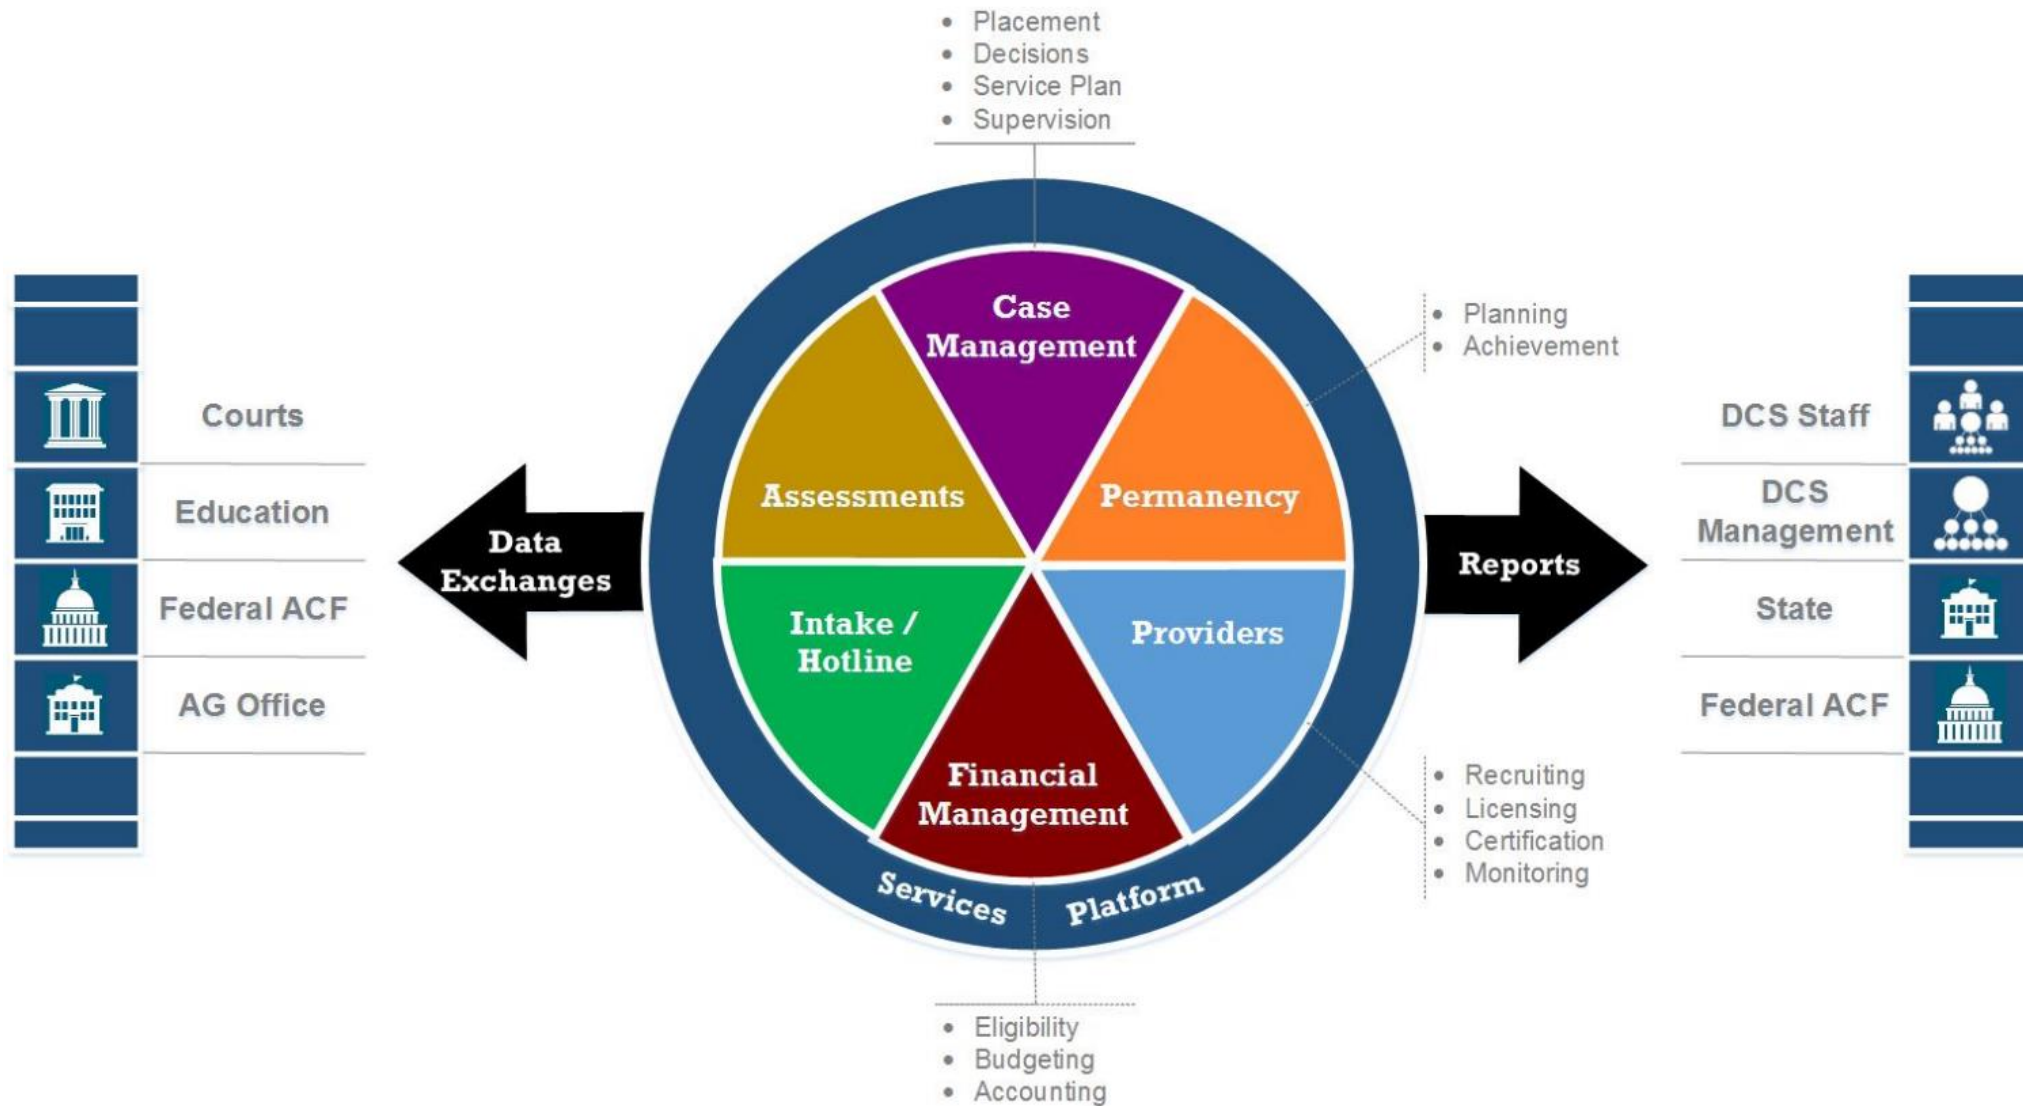 • Placement
• Decisions
• Service Plan
• Supervision
Courts
Education
Federal ACF
AG Office
Data
Exchanges
Case
Management
Assessments
Permanency
Intake /
Hotline
Providers
Financial
Management
Services Platform
• Planning
• Achievement
Reports
• Recruiting
• Licensing
• Certification
• Monitoring
DCS Staff
DCS
Management
State
Federal ACF
• Eligibility
• Budgeting
• Accounting